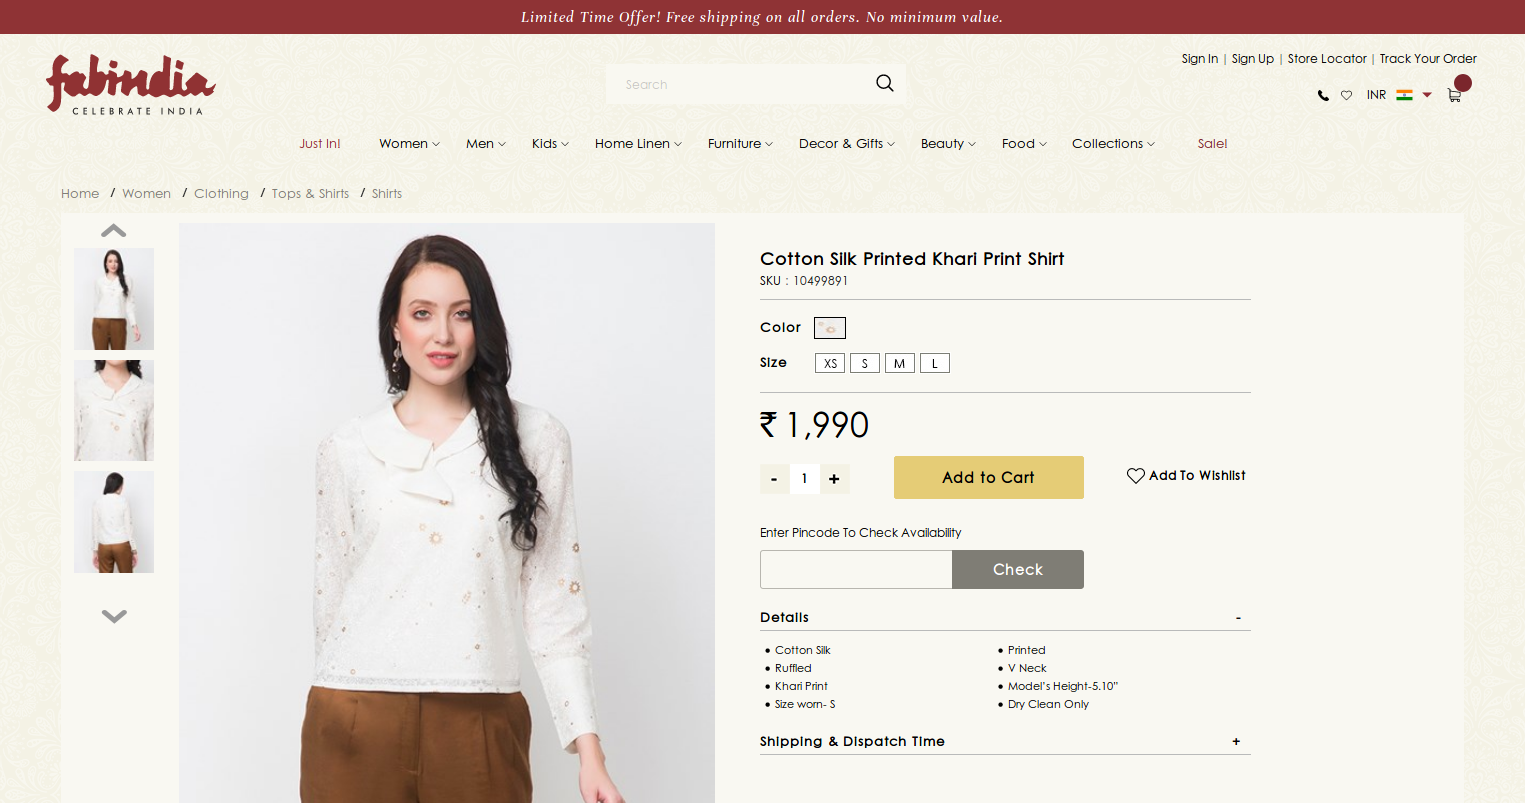 Limited Time Offer! Free shipping on all orders. No minimum value.
fabindia
CELEBRATE INDIA
Search
Sign In | Sign Up | Store Locator | Track Your Order
INR
Just In! Women Men Kids Home Linen Furniture Decor & Gifts Beauty Food Collections Sale!
Home / Women / Clothing / Tops & Shirts / Shirts
Cotton Silk Printed Khari Print Shirt
SKU : 10499891
Color
Size XS S M L
₹ 1,990
- 1 + Add to Cart Add To Wishlist
Enter Pincode To Check Availability
Check
Details -
• Cotton Silk • Printed
• Ruffled • V Neck
• Khari Print • Model's Height-5.10"
• Size worn- S • Dry Clean Only
Shipping & Dispatch Time +